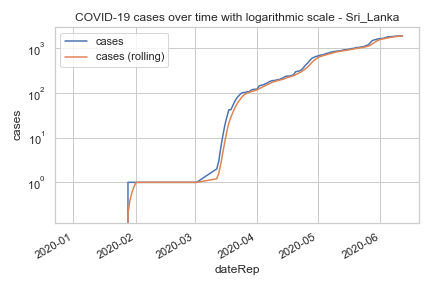 COVID-19 cases over time with logarithmic scale - Sri_Lanka
cases
cases (rolling)
10³
10²
10¹
10⁰
cases
2020-01
2020-02
2020-03
2020-04
2020-05
2020-06
dateRep